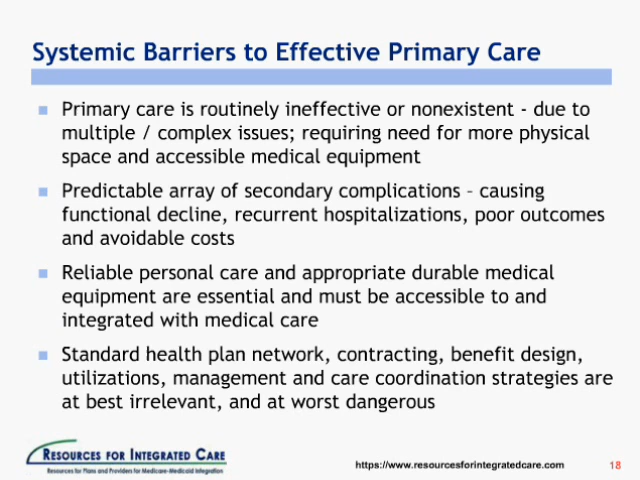 Systemic Barriers to Effective Primary Care
Primary care is routinely ineffective or nonexistent - due to
multiple / complex issues; requiring need for more physical
space and accessible medical equipment
Predictable array of secondary complications – causing
functional decline, recurrent hospitalizations, poor outcomes
and avoidable costs
Reliable personal care and appropriate durable medical
equipment are essential and must be accessible to and
integrated with medical care
Standard health plan network, contracting, benefit design,
utilizations, management and care coordination strategies are
at best irrelevant, and at worst dangerous
RESOURCES FOR INTEGRATED CARE
Resources for Plans and Providers for Medicare-Medicaid Integration
https://www.resourcesforintegratedcare.com
18